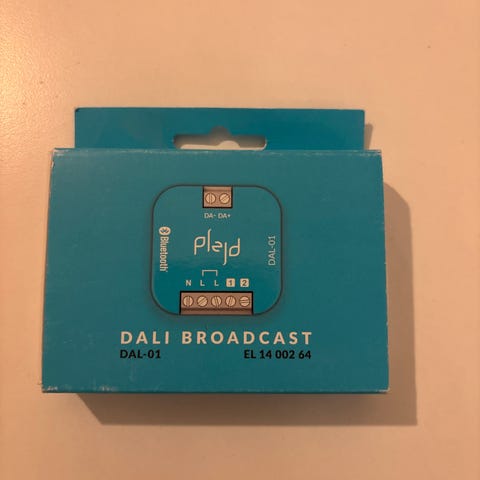 DA- DA+
Bluetooth®
plejd
DAL-01
N L L 1 2
DALI BROADCAST
DAL-01 EL 14 002 64